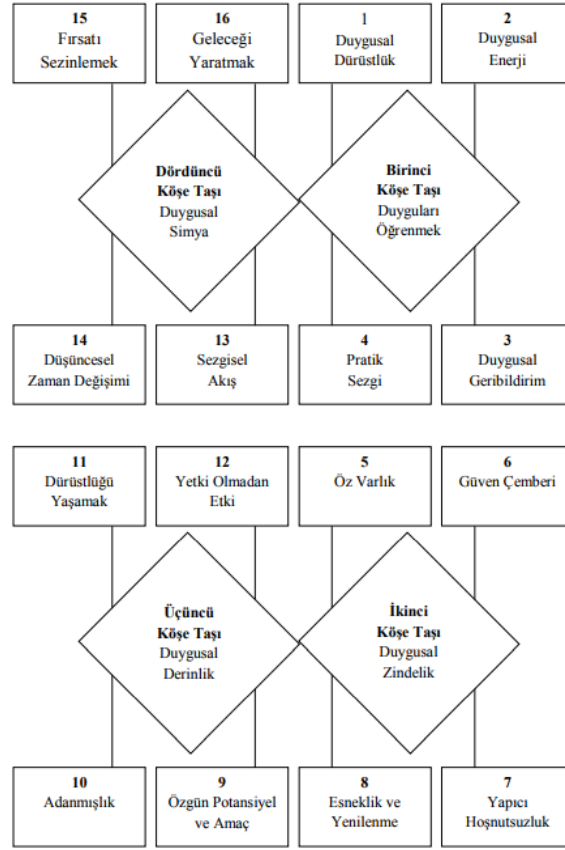 15
Fırsatı
Sezinlemek
16
Geleceği
Yaratmak
1
Duygusal
Dürüstlük
2
Duygusal
Enerji
Dördüncü
Köşe Taşı
Duygusal
Simya
Birinci
Köşe Taşı
Duyguları
Öğrenmek
14
Düşüncesel
Zaman Değişimi
13
Sezgisel
Akış
4
Pratik
Sezgi
3
Duygusal
Geribildirim
11
Dürüstlüğü
Yaşamak
12
Yetki Olmadan
Etki
5
Öz Varlık
6
Güven Çemberi
Üçüncü
Köşe Taşı
Duygusal
Derinlik
İkinci
Köşe Taşı
Duygusal
Zindelik
10
Adanmışlık
9
Özgün Potansiyel
ve Amaç
8
Esneklik ve
Yenilenme
7
Yapıcı
Hoşnutsuzluk